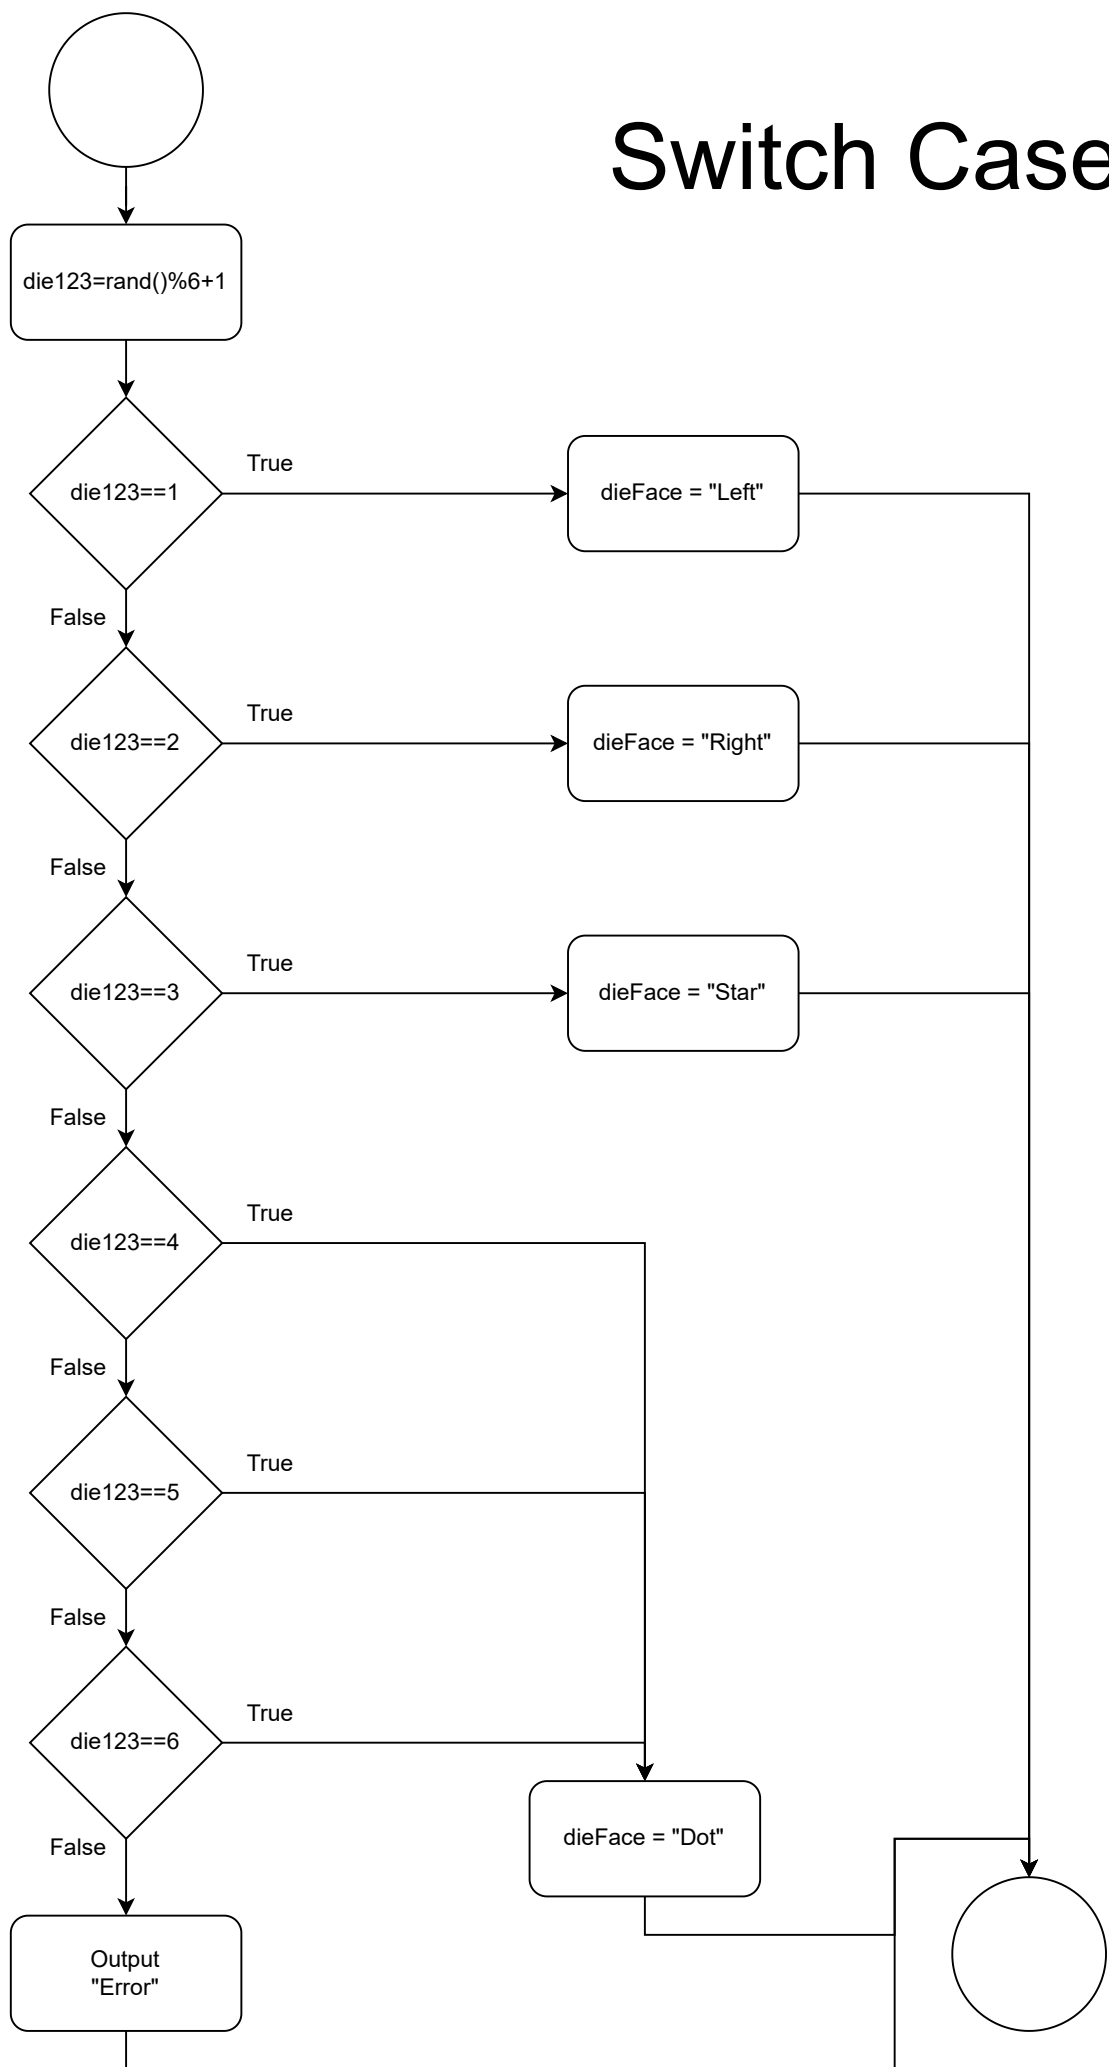 Switch Case
die123=rand()%6+1
True
die123==1
dieFace = "Left"
False
True
die123==2
dieFace = "Right"
False
True
die123==3
dieFace = "Star"
False
True
die123==4
False
True
die123==5
False
True
die123==6
dieFace = "Dot"
False
Output
"Error"